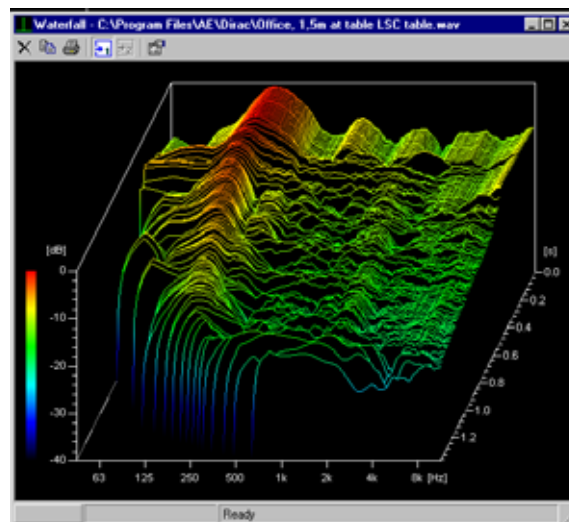 Waterfall - C:\Program Files\AE\Dirac\Office, 1,5m at table LSC table.wav
[dB]
0
-10
-20
-30
-40
[s]
0.0
0.2
0.4
0.6
0.8
1.0
1.2
63 125 250 500 1k 2k 4k 8k [Hz]
Ready